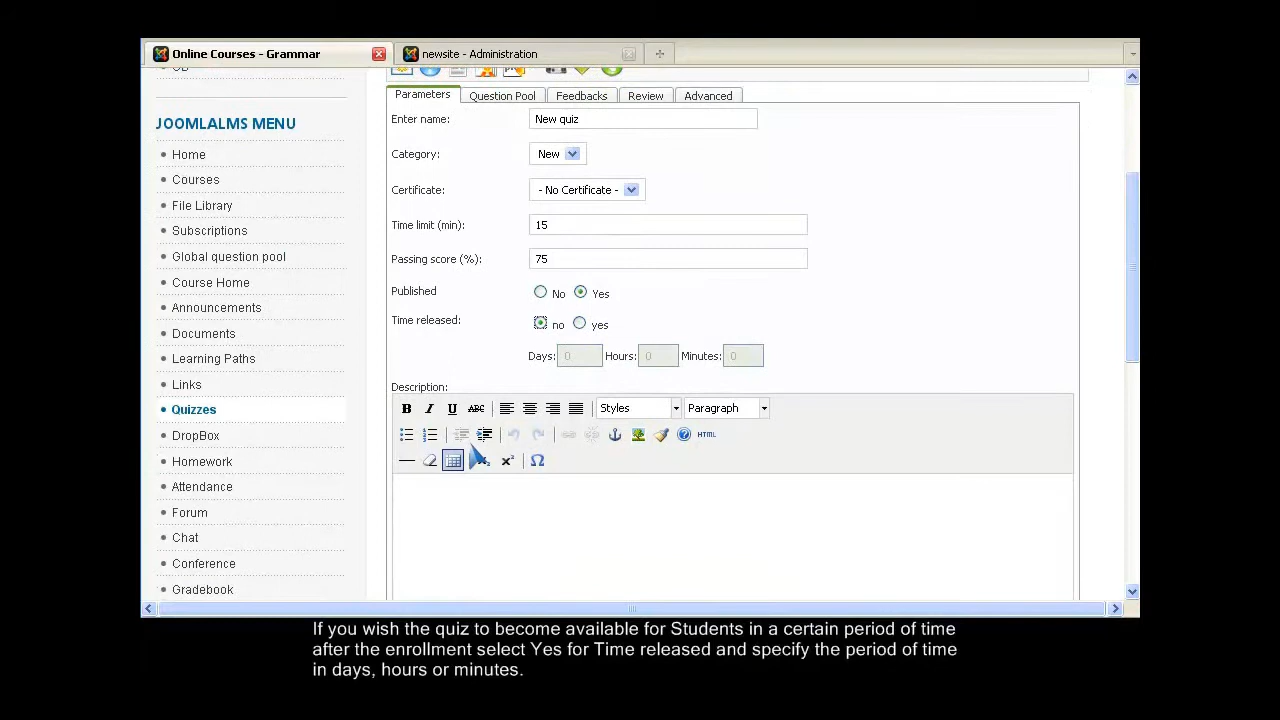 Online Courses - Grammar
newsite - Administration
JOOMLALMS MENU
Home
Courses
File Library
Subscriptions
Global question pool
Course Home
Announcements
Documents
Learning Paths
Links
Quizzes
DropBox
Homework
Attendance
Forum
Chat
Conference
Gradebook
Parameters Question Pool Feedbacks Review Advanced
Enter name: New quiz
Category: New
Certificate: - No Certificate -
Time limit (min): 15
Passing score (%): 75
Published No Yes
Time released: no yes
Days: 0 Hours: 0 Minutes: 0
Description:
B I U ABC Styles Paragraph
HTML
x² Ω
If you wish the quiz to become available for Students in a certain period of time
after the enrollment select Yes for Time released and specify the period of time
in days, hours or minutes.